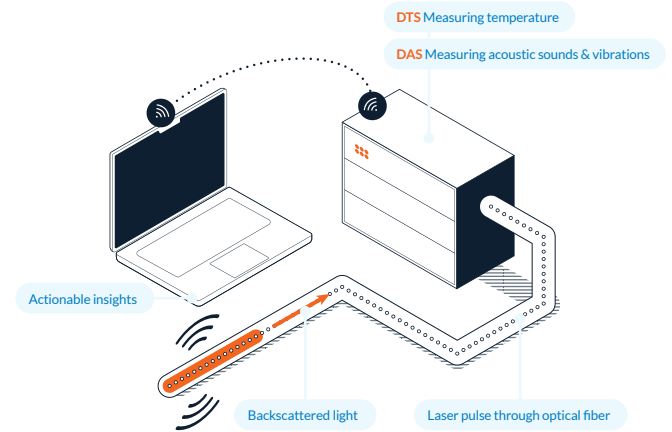 DTS Measuring temperature
DAS Measuring acoustic sounds & vibrations
Actionable insights
Backscattered light
Laser pulse through optical fiber